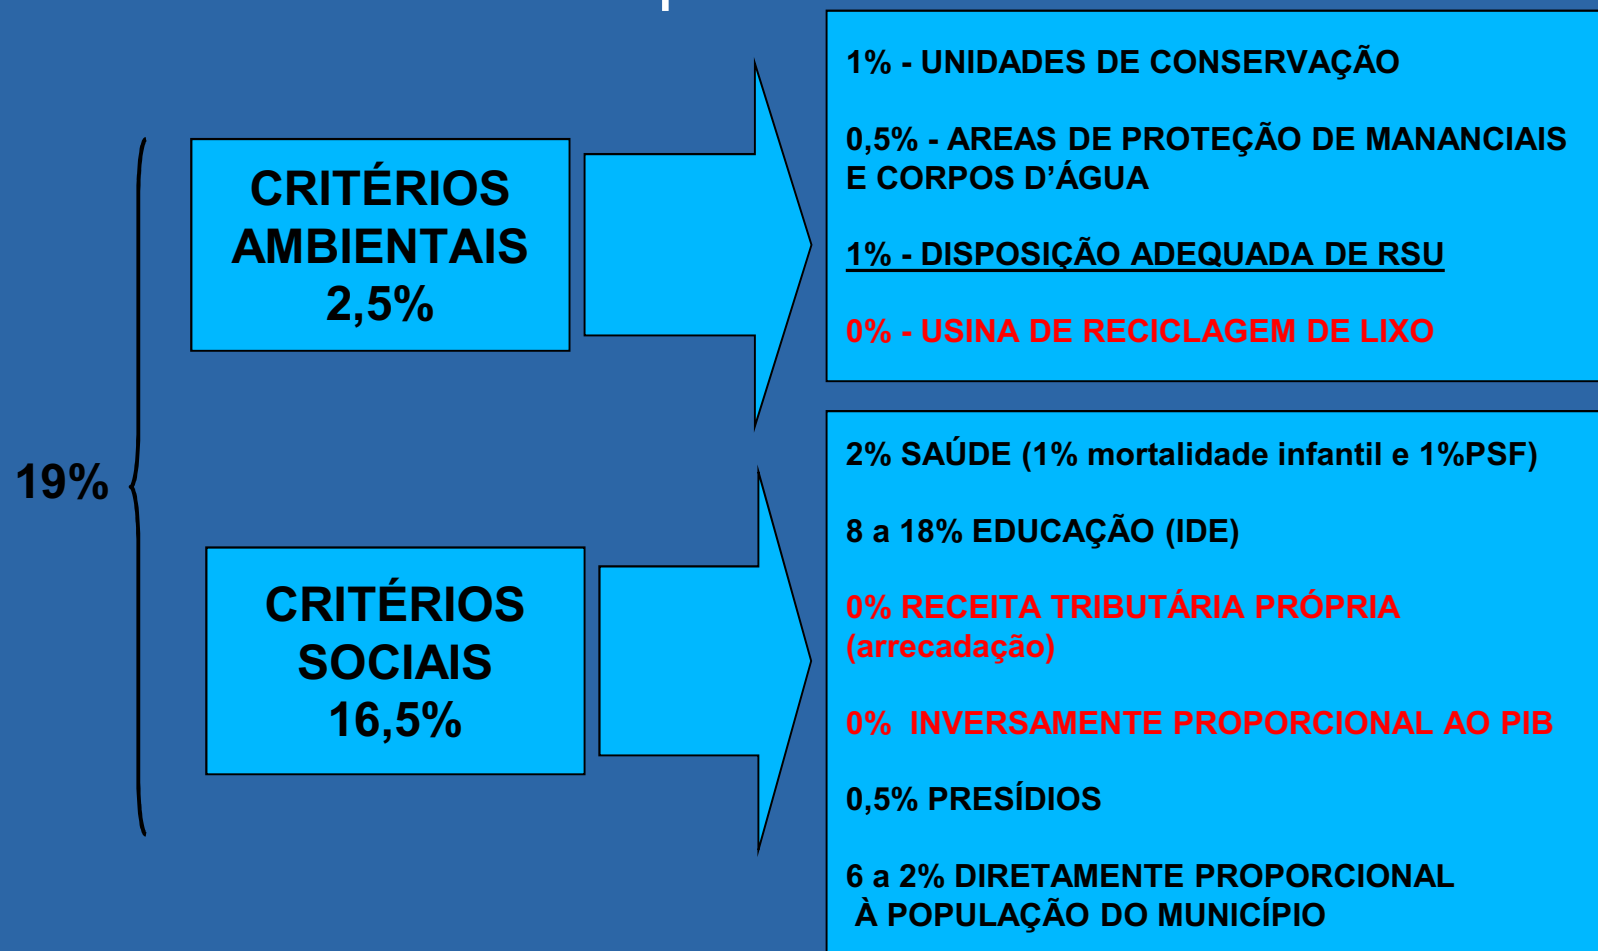 19%
CRITÉRIOS
AMBIENTAIS
2,5%
1% - UNIDADES DE CONSERVAÇÃO
0,5% - AREAS DE PROTEÇÃO DE MANANCIAIS
E CORPOS D’ÁGUA
1% - DISPOSIÇÃO ADEQUADA DE RSU
0% - USINA DE RECICLAGEM DE LIXO
CRITÉRIOS
SOCIAIS
16,5%
2% SAÚDE (1% mortalidade infantil e 1%PSF)
8 a 18% EDUCAÇÃO (IDE)
0% RECEITA TRIBUTÁRIA PRÓPRIA
(arrecadação)
0% INVERSAMENTE PROPORCIONAL AO PIB
0,5% PRESÍDIOS
6 a 2% DIRETAMENTE PROPORCIONAL
À POPULAÇÃO DO MUNICÍPIO